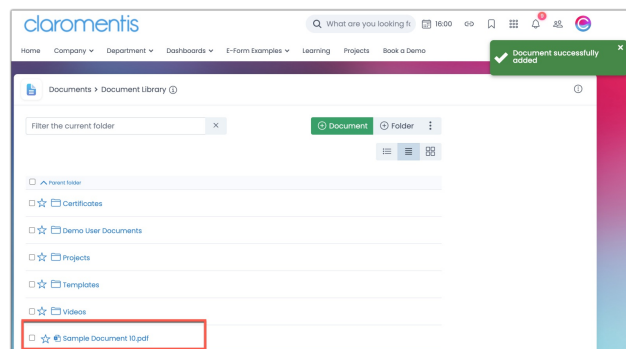 claromentis
What are you looking fo
16:00
Home Company Department Dashboards E-Form Examples Learning Projects Book a Demo
Document successfully added
Documents > Document Library
Filter the current folder
Document
Folder
Parent folder
Certificates
Demo User Documents
Projects
Templates
Videos
Sample Document 10.pdf